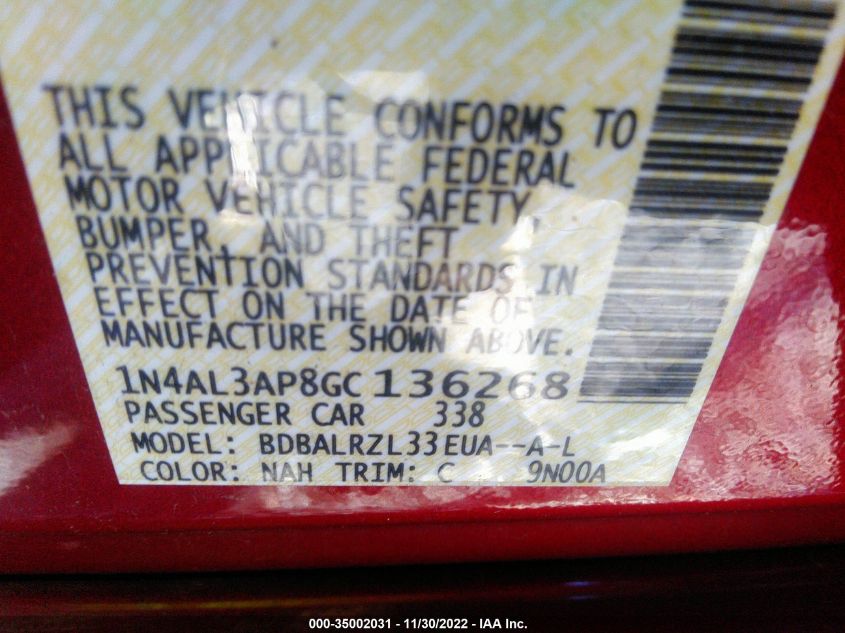 THIS VEHICLE CONFORMS TO
ALL APPLICABLE FEDERAL
MOTOR VEHICLE SAFETY,
BUMPER, AND THEFT
PREVENTION STANDARDS IN
EFFECT ON THE DATE OF
MANUFACTURE SHOWN ABOVE.
1N4AL3AP8GC136268
PASSENGER CAR 338
MODEL: BDBALRZL33EUA--A-L
COLOR: NAH TRIM: C 9N00A
000-35002031 - 11/30/2022 - IAA Inc.